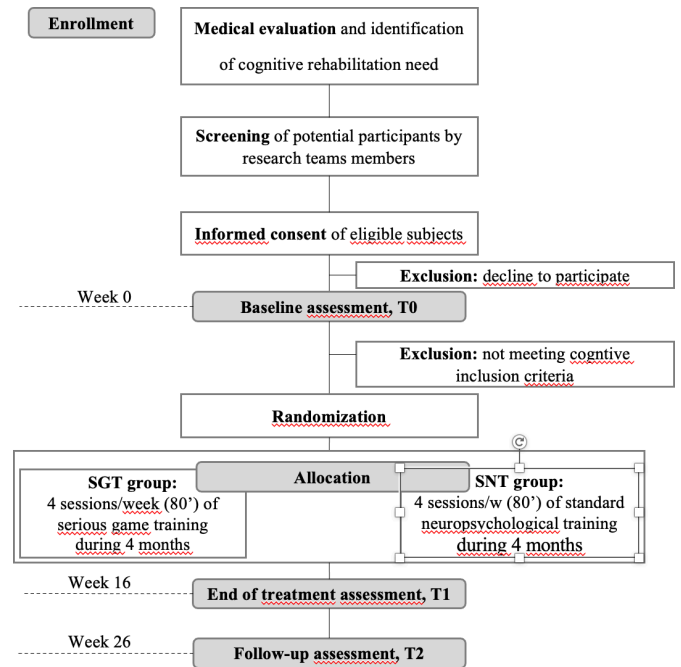 Enrollment
Medical evaluation and identification
of cognitive rehabilitation need
Screening of potential participants by
research teams members
Informed consent of eligible subjects
Exclusion: decline to participate
Week 0
Baseline assessment, T0
Exclusion: not meeting cogntive
inclusion criteria
Randomization
Allocation
SGT group:
4 sessions/week (80’) of
serious game training
during 4 months
SNT group:
4 sessions/w (80’) of standard
neuropsychological training
during 4 months
Week 16
End of treatment assessment, T1
Week 26
Follow-up assessment, T2